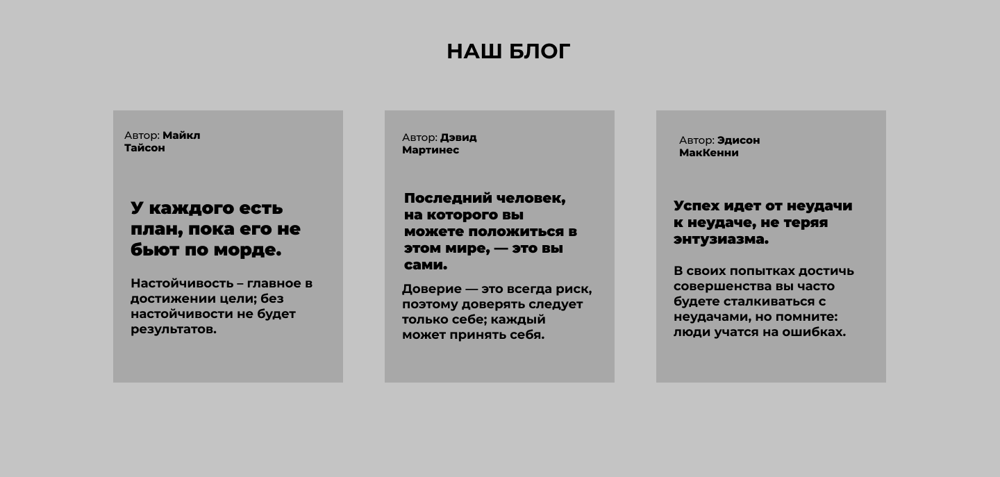 НАШ БЛОГ
Автор: Майкл
Тайсон
У каждого есть
план, пока его не
бьют по морде.
Настойчивость – главное в
достижении цели; без
настойчивости не будет
результатов.
Автор: Дэвид
Мартинес
Последний человек,
на которого вы
можете положиться в
этом мире, — это вы
сами.
Доверие — это всегда риск,
поэтому доверять следует
только себе; каждый
может принять себя.
Автор: Эдисон
МакКенни
Успех идет от неудачи
к неудаче, не теряя
энтузиазма.
В своих попытках достичь
совершенства вы часто
будете сталкиваться с
неудачами, но помните:
люди учатся на ошибках.